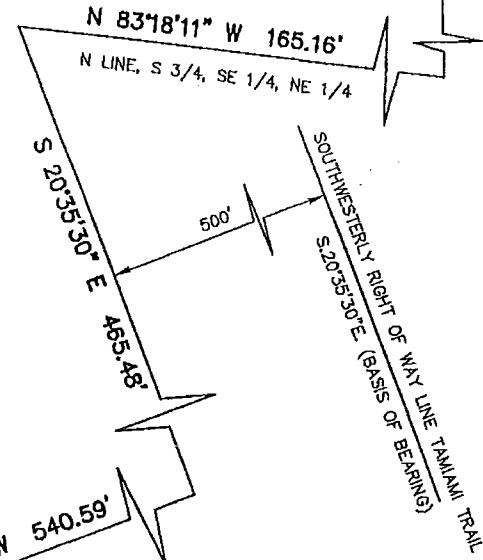 N 83°18'11" W 165.16'
N LINE, S 3/4, SE 1/4, NE 1/4
S 20°35'30" E 465.48'
500'
SOUTHWESTERLY RIGHT OF WAY LINE TAMIAMI TRAIL
S.20°35'30"E. (BASIS OF BEARING)
W 540.59'